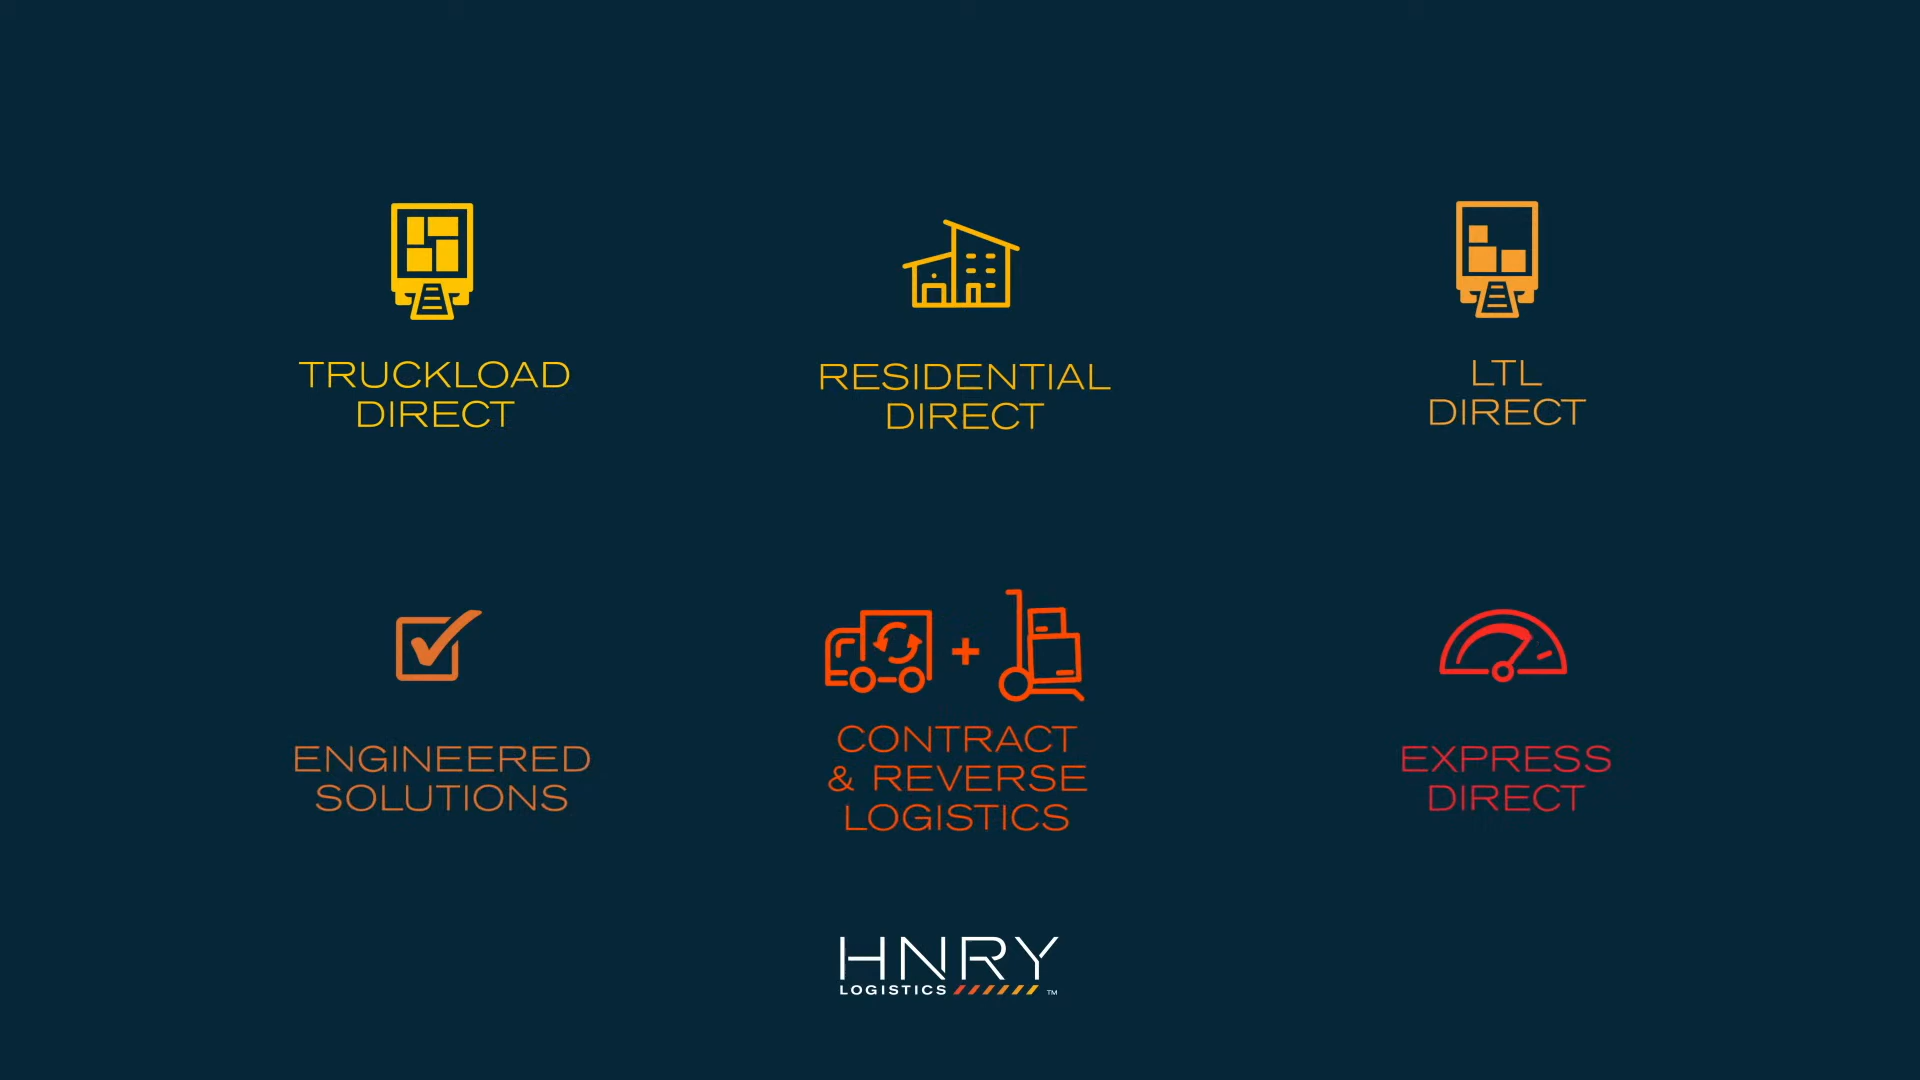 TRUCKLOAD
DIRECT
RESIDENTIAL
DIRECT
LTL
DIRECT
ENGINEERED
SOLUTIONS
CONTRACT
& REVERSE
LOGISTICS
EXPRESS
DIRECT
HNRY
LOGISTICS ™